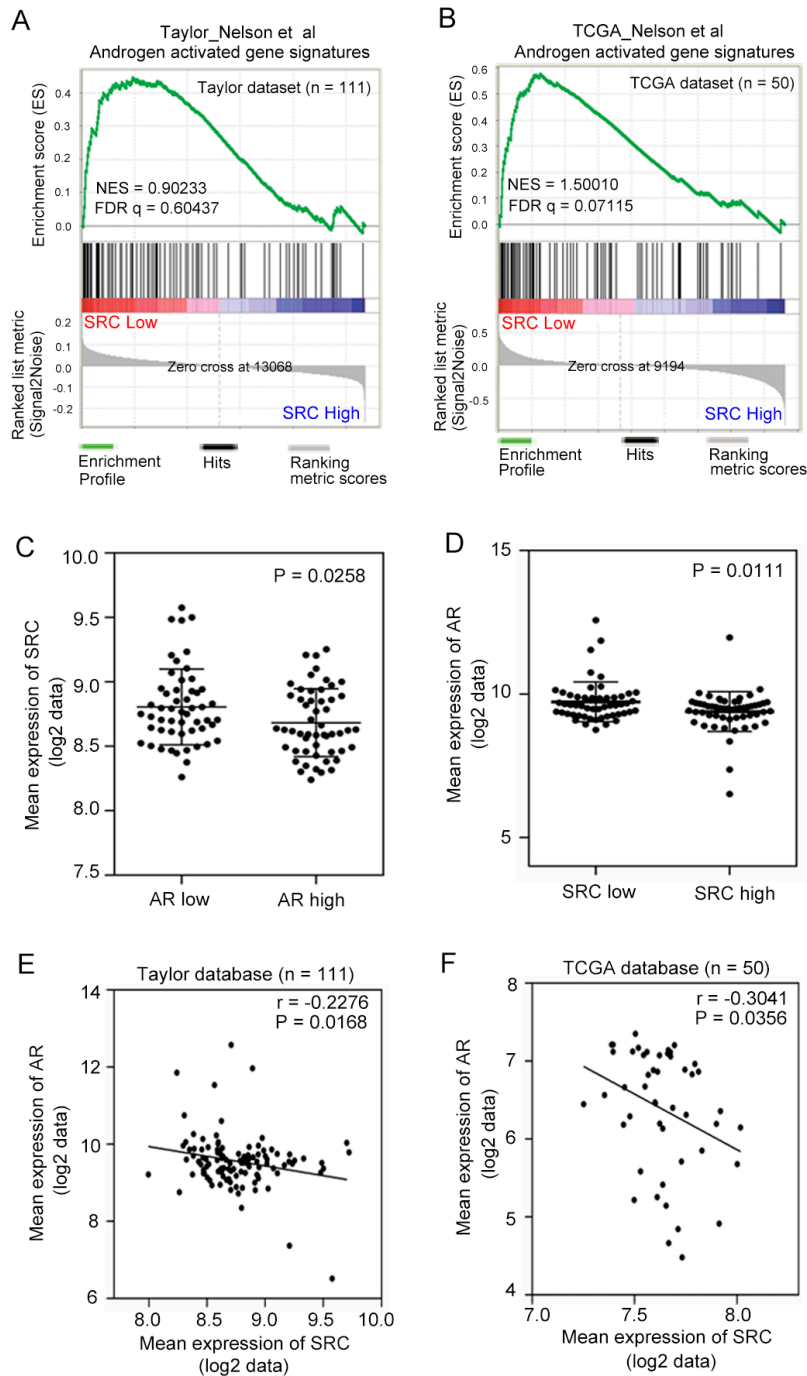 A
Taylor_Nelson et al
Androgen activated gene signatures
Enrichment score (ES)
0.4
0.3
0.2
0.1
0.0
Taylor dataset (n = 111)
NES = 0.90233
FDR q = 0.60437
Ranked list metric
(Signal2Noise)
0.2
0.1
0.0
-0.1
-0.2
SRC Low
Zero cross at 13068
SRC High
Enrichment
Profile
Hits
Ranking
metric scores
B
TCGA_Nelson et al
Androgen activated gene signatures
Enrichment score (ES)
0.6
0.5
0.4
0.3
0.2
0.1
0.0
TCGA dataset (n = 50)
NES = 1.50010
FDR q = 0.07115
Ranked list metric
(Signal2Noise)
0.5
0.0
-0.5
SRC Low
Zero cross at 9194
SRC High
Enrichment
Profile
Hits
Ranking
metric scores
C
Mean expression of SRC
(log2 data)
10.0
9.5
9.0
8.5
8.0
7.5
P = 0.0258
AR low
AR high
D
Mean expression of AR
(log2 data)
15
10
5
P = 0.0111
SRC low
SRC high
E
Taylor database (n = 111)
Mean expression of AR
(log2 data)
14
12
10
8
6
r = -0.2276
P = 0.0168
8.0 8.5 9.0 9.5 10.0
Mean expression of SRC
(log2 data)
F
TCGA database (n = 50)
Mean expression of AR
(log2 data)
8
7
6
5
4
r = -0.3041
P = 0.0356
7.0 7.5 8.0
Mean expression of SRC
(log2 data)